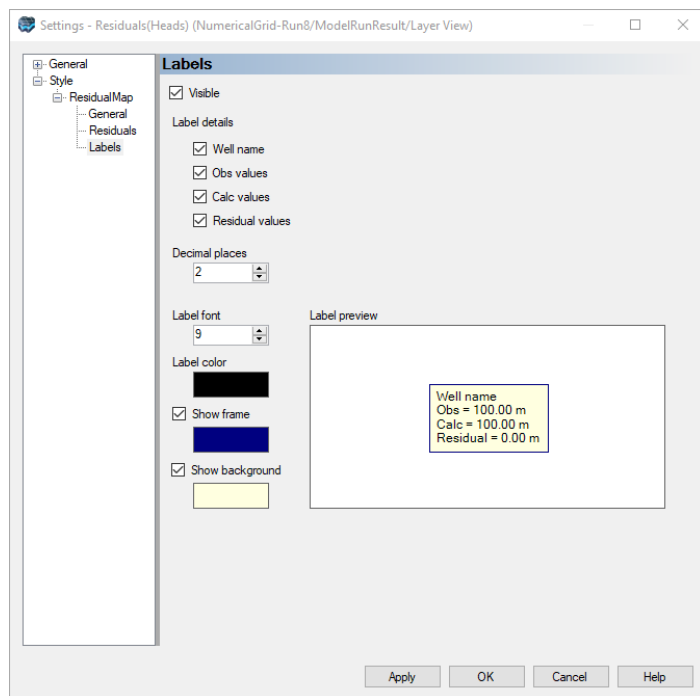 Settings - Residuals(Heads) (NumericalGrid-Run8/ModelRunResult/Layer View)
General
Style
ResidualMap
General
Residuals
Labels
Labels
Visible
Label details
Well name
Obs values
Calc values
Residual values
Decimal places
2
Label font
9
Label color
Show frame
Show background
Label preview
Well name
Obs = 100.00 m
Calc = 100.00 m
Residual = 0.00 m
Apply
OK
Cancel
Help